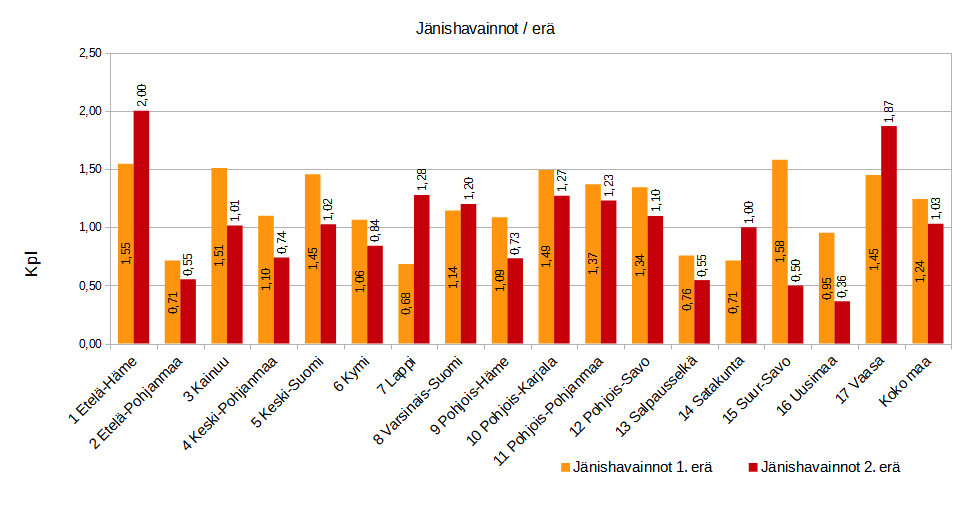 Jänishavainnot / erä
Kpl
2,50
2,00
1,50
1,00
0,50
0,00
1,55 2,00
0,71 0,55
1,51 1,01
1,10 0,74
1,45 1,02
1,06 0,84
0,68 1,28
1,14 1,20
1,09 0,73
1,49 1,27
1,37 1,23
1,34 1,10
0,76 0,55
0,71 1,00
1,58 0,50
0,95 0,36
1,45 1,87
1,24 1,03
1 Etelä-Häme
2 Etelä-Pohjanmaa
3 Kainuu
4 Keski-Pohjanmaa
5 Keski-Suomi
6 Kymi
7 Lappi
8 Varsinais-Suomi
9 Pohjois-Häme
10 Pohjois-Karjala
11 Pohjois-Pohjanmaa
12 Pohjois-Savo
13 Salpausselkä
14 Satakunta
15 Suur-Savo
16 Uusimaa
17 Vaasa
Koko maa
Jänishavainnot 1. erä
Jänishavainnot 2. erä